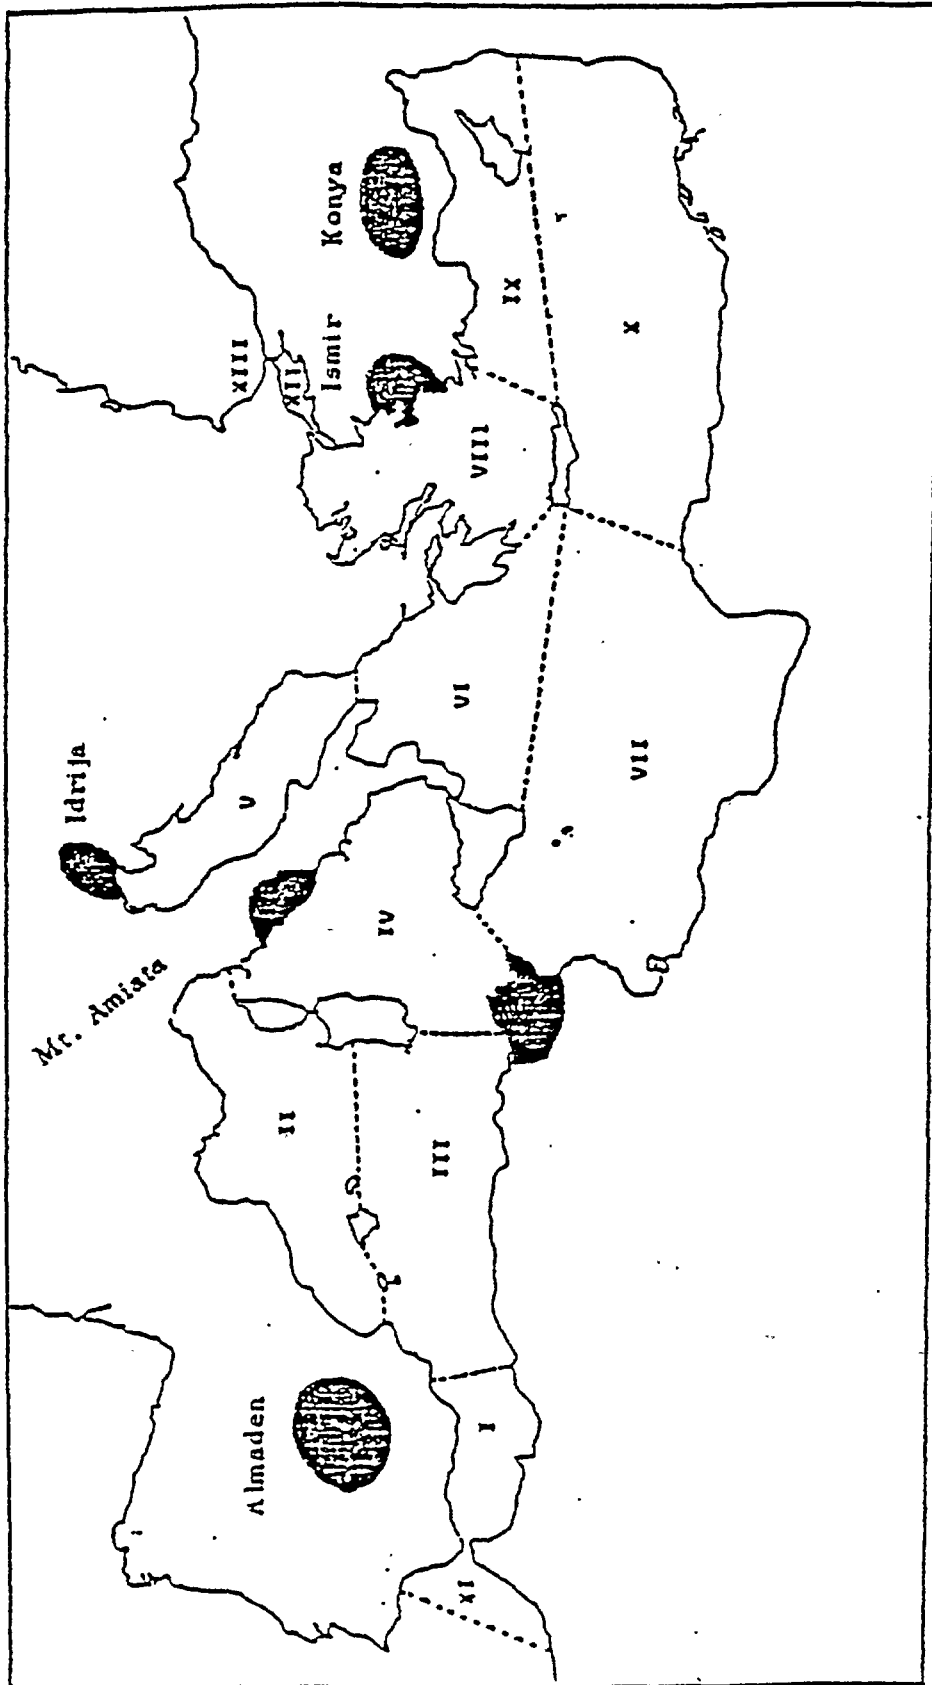 Konya
Ismir
Idrija
Mt. Amiata
Almaden
XIII
XII
IX
X
VIII
VI
VII
V
IV
II
III
I
XI